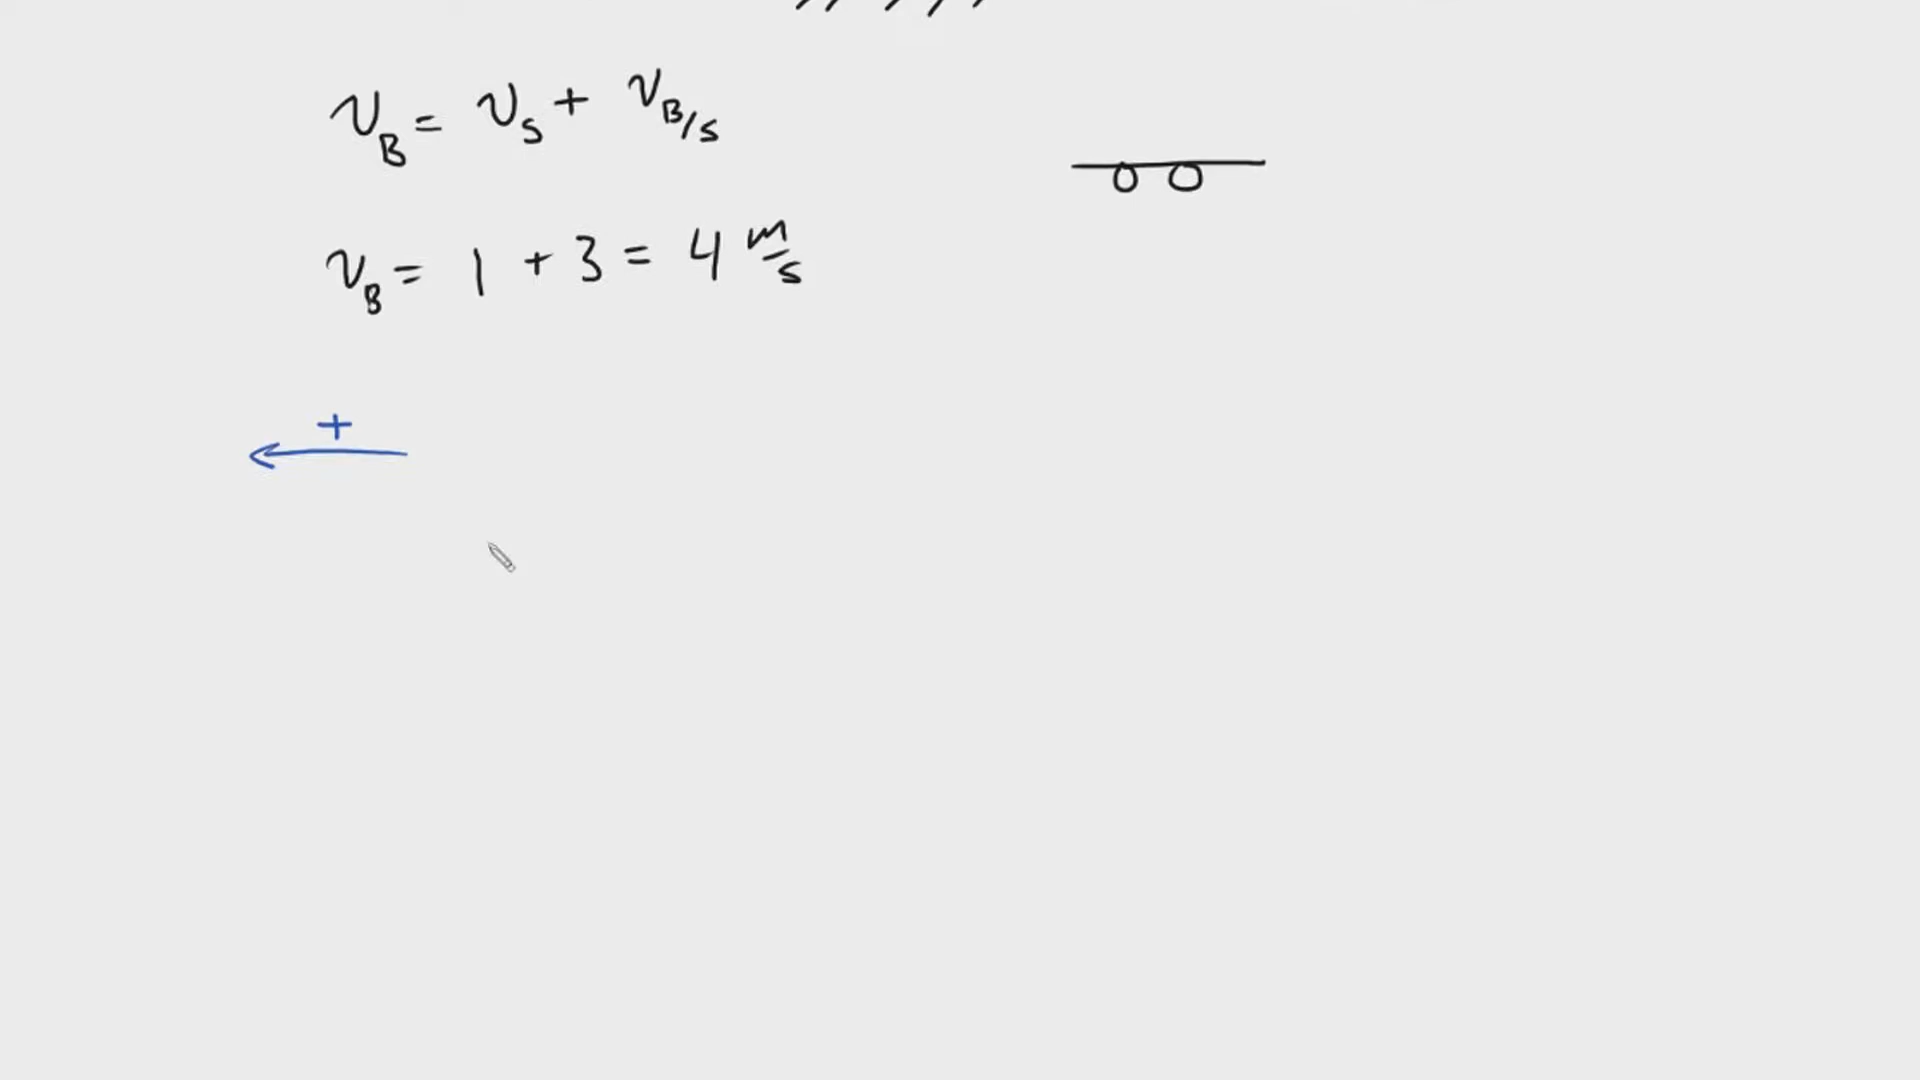 v_B = v_S + v_B/S
v_B = 1 + 3 = 4 m/s
+